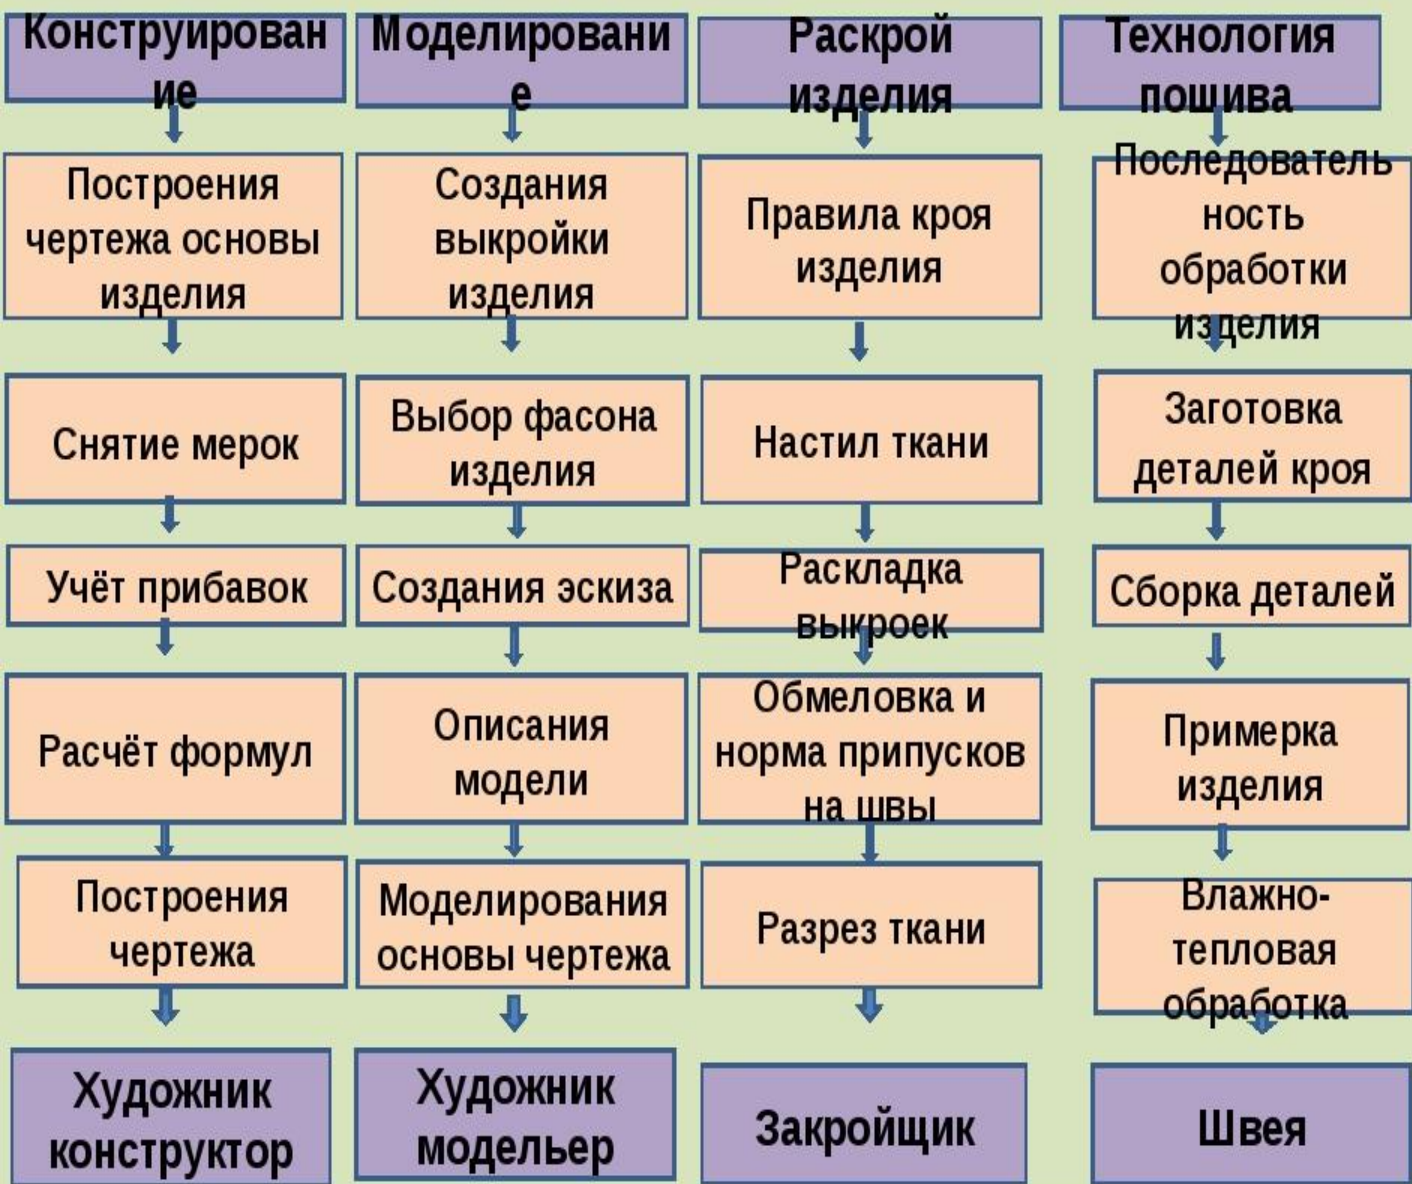 Конструирован
ие
Построения
чертежа основы
изделия
Снятие мерок
Учёт прибавок
Расчёт формул
Построения
чертежа
Художник
конструктор
Моделировани
е
Создания
выкройки
изделия
Выбор фасона
изделия
Создания эскиза
Описания
модели
Моделирования
основы чертежа
Художник
модельер
Раскрой
изделия
Правила кроя
изделия
Настил ткани
Раскладка
выкроек
Обмеловка и
норма припусков
на швы
Разрез ткани
Закройщик
Технология
пошива
Последователь
ность
обработки
изделия
Заготовка
деталей кроя
Сборка деталей
Примерка
изделия
Влажно-
тепловая
обработка
Швея